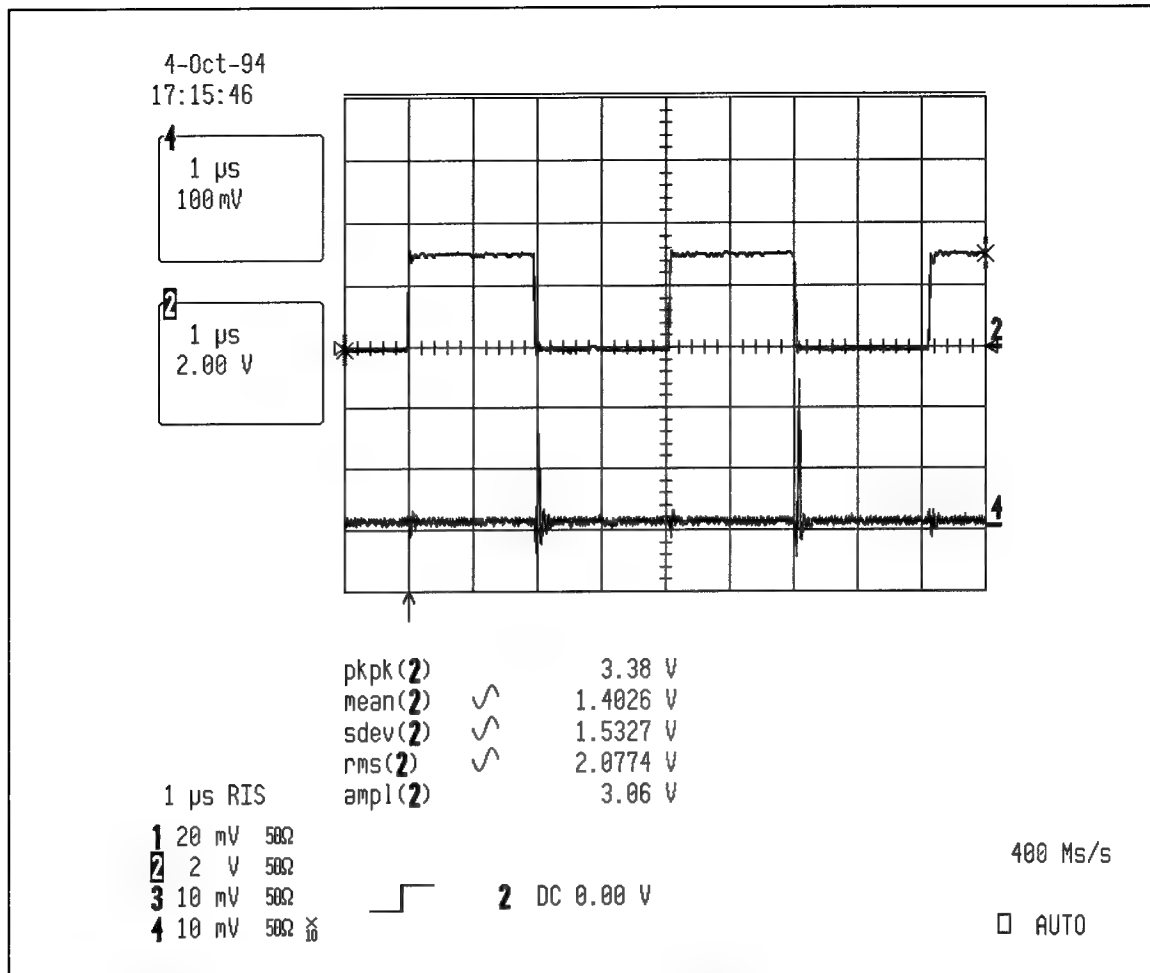 4-Oct-94
17:15:46
4
1 µs
100 mV
2
1 µs
2.00 V
2
4
pkpk(2) 3.38 V
mean(2) 1.4026 V
sdev(2) 1.5327 V
rms(2) 2.0774 V
ampl(2) 3.06 V
1 µs RIS
1 20 mV 50Ω
2 2 V 50Ω
3 10 mV 50Ω
4 10 mV 50Ω X10
2 DC 0.00 V
400 Ms/s
AUTO